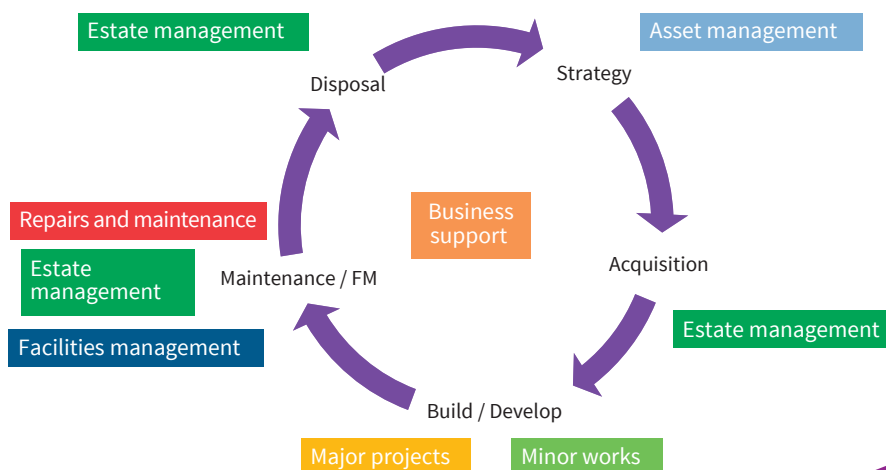 Estate management
Asset management
Disposal
Strategy
Repairs and maintenance
Business
support
Estate
management
Maintenance / FM
Acquisition
Facilities management
Estate management
Build / Develop
Major projects
Minor works